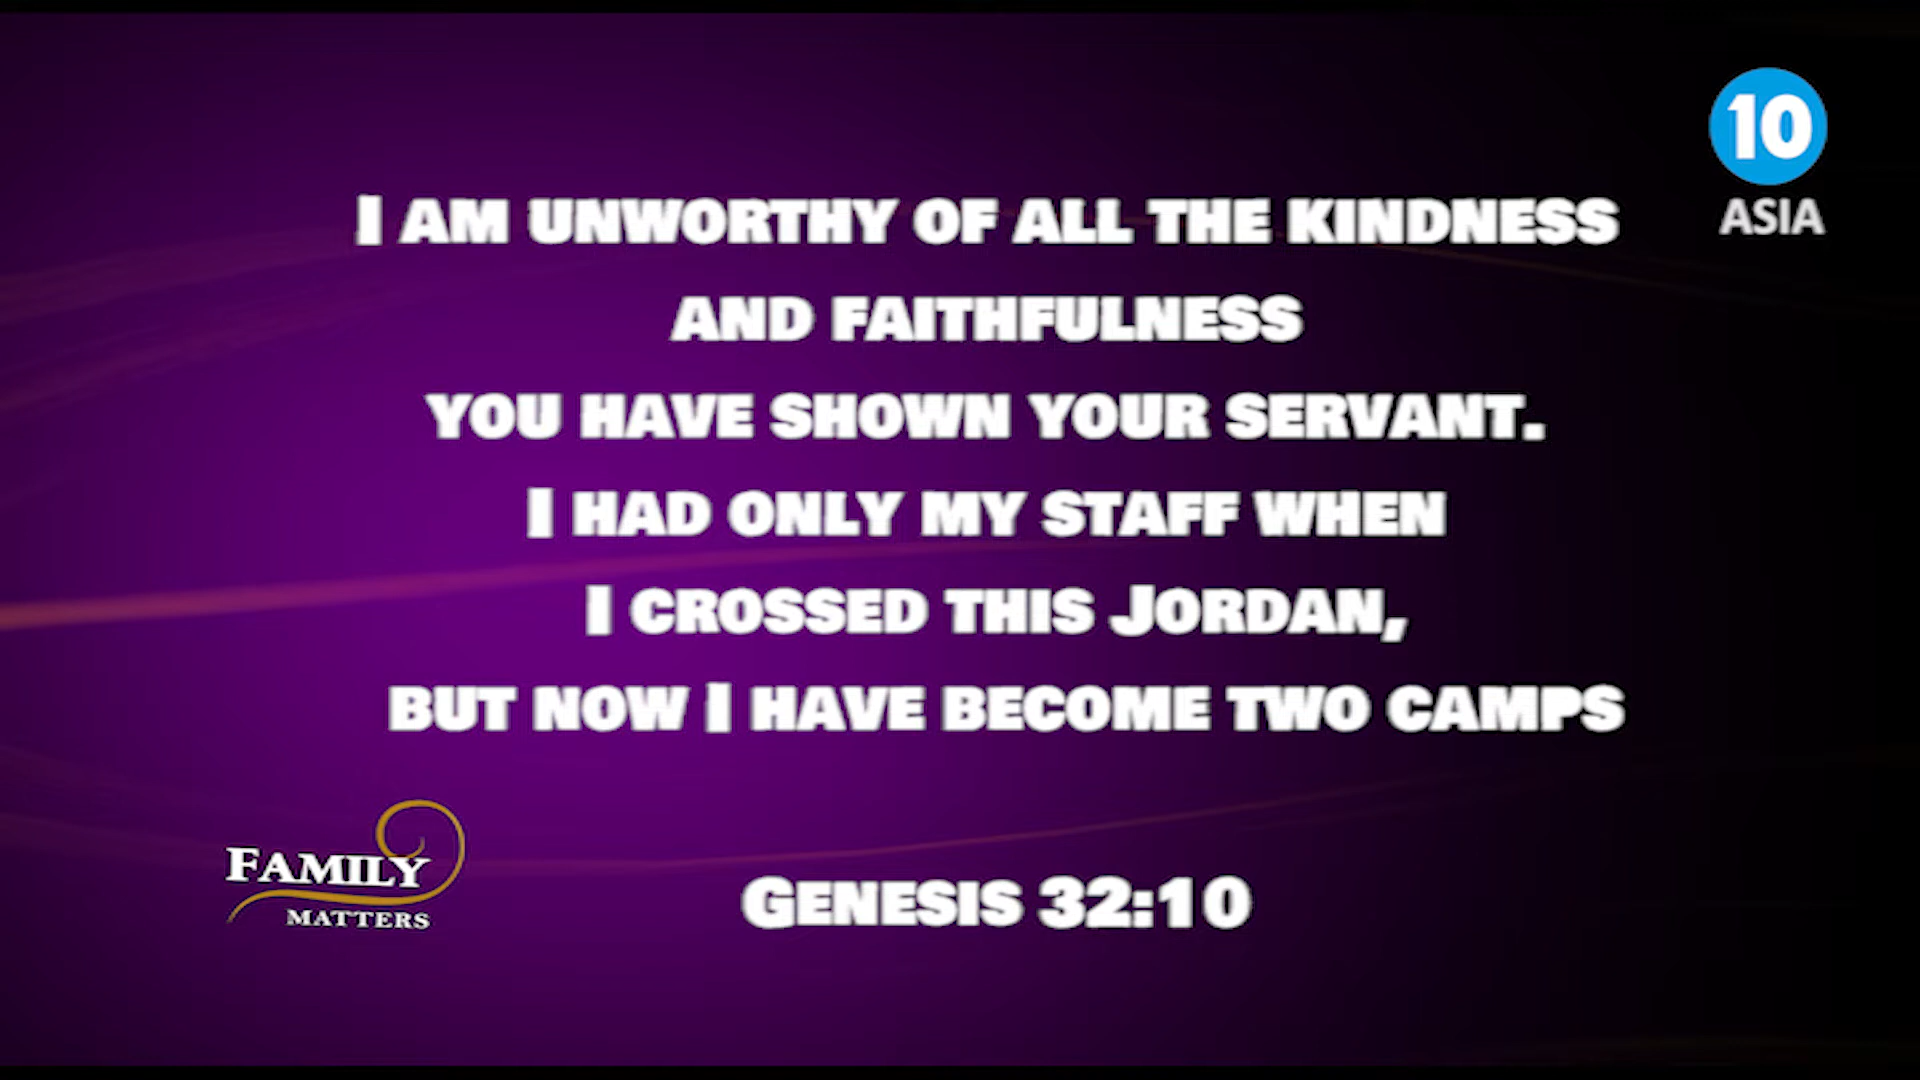 10
ASIA
I AM UNWORTHY OF ALL THE KINDNESS
AND FAITHFULNESS
YOU HAVE SHOWN YOUR SERVANT.
I HAD ONLY MY STAFF WHEN
I CROSSED THIS JORDAN,
BUT NOW I HAVE BECOME TWO CAMPS
FAMILY
MATTERS
GENESIS 32:10